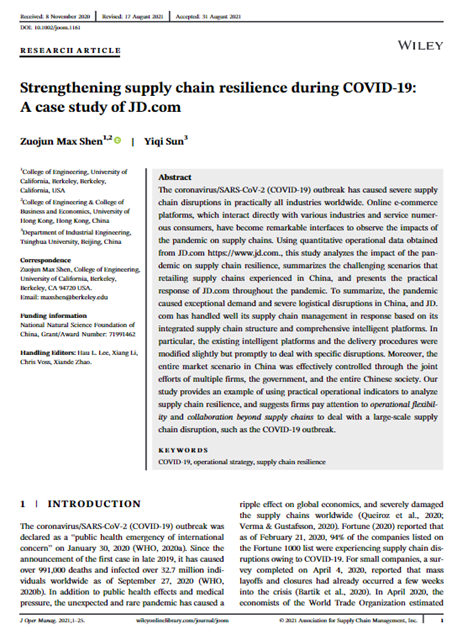 Received: 8 November 2020 | Revised: 17 August 2021 | Accepted: 31 August 2021
DOI: 10.1002/joom.1161
RESEARCH ARTICLE
WILEY
Strengthening supply chain resilience during COVID-19:
A case study of JD.com
Zuojun Max Shen1,2 | Yiqi Sun3
1College of Engineering, University of
California, Berkeley, Berkeley,
California, USA
2College of Engineering & College of
Business and Economics, University of
Hong Kong, Hong Kong, China
3Department of Industrial Engineering,
Tsinghua University, Beijing, China
Correspondence
Zuojun Max Shen, College of Engineering,
University of California, Berkeley,
Berkeley, CA 94720 USA.
Email: maxshen@berkeley.edu
Funding information
National Natural Science Foundation of
China, Grant/Award Number: 71991462
Handling Editors: Hau L. Lee, Xiang Li,
Chris Voss, Xiande Zhao.
Abstract
The coronavirus/SARS-CoV-2 (COVID-19) outbreak has caused severe supply
chain disruptions in practically all industries worldwide. Online e-commerce
platforms, which interact directly with various industries and service numer-
ous consumers, have become remarkable interfaces to observe the impacts of
the pandemic on supply chains. Using quantitative operational data obtained
from JD.com https://www.jd.com., this study analyzes the impact of the pan-
demic on supply chain resilience, summarizes the challenging scenarios that
retailing supply chains experienced in China, and presents the practical
response of JD.com throughout the pandemic. To summarize, the pandemic
caused exceptional demand and severe logistical disruptions in China, and JD.
com has handled well its supply chain management in response based on its
integrated supply chain structure and comprehensive intelligent platforms. In
particular, the existing intelligent platforms and the delivery procedures were
modified slightly but promptly to deal with specific disruptions. Moreover, the
entire market scenario in China was effectively controlled through the joint
efforts of multiple firms, the government, and the entire Chinese society. Our
study provides an example of using practical operational indicators to analyze
supply chain resilience, and suggests firms pay attention to operational flexibil-
ity and collaboration beyond supply chains to deal with a large-scale supply
chain disruption, such as the COVID-19 outbreak.
KEYWORDS
COVID-19, operational strategy, supply chain resilience
1 | INTRODUCTION
The coronavirus/SARS-CoV-2 (COVID-19) outbreak was
declared as a “public health emergency of international
concern” on January 30, 2020 (WHO, 2020a). Since the
announcement of the first case in late 2019, it has caused
over 991,000 deaths and infected over 32.7 million indi-
viduals worldwide as of September 27, 2020 (WHO,
2020b). In addition to public health effects and medical
pressure, the unexpected and rare pandemic has caused a
ripple effect on global economics, and severely damaged
the supply chains worldwide (Queiroz et al., 2020;
Verma & Gustafsson, 2020). Fortune (2020) reported that
as of February 21, 2020, 94% of the companies listed on
the Fortune 1000 list were experiencing supply chain dis-
ruptions owing to COVID-19. For small companies, a sur-
vey completed on April 4, 2020, reported that mass
layoffs and closures had already occurred a few weeks
into the crisis (Bartik et al., 2020). In April 2020, the
economists of the World Trade Organization estimated
J Oper Manag. 2021;1–25.
wileyonlinelibrary.com/journal/joom
© 2021 Association for Supply Chain Management, Inc.
1